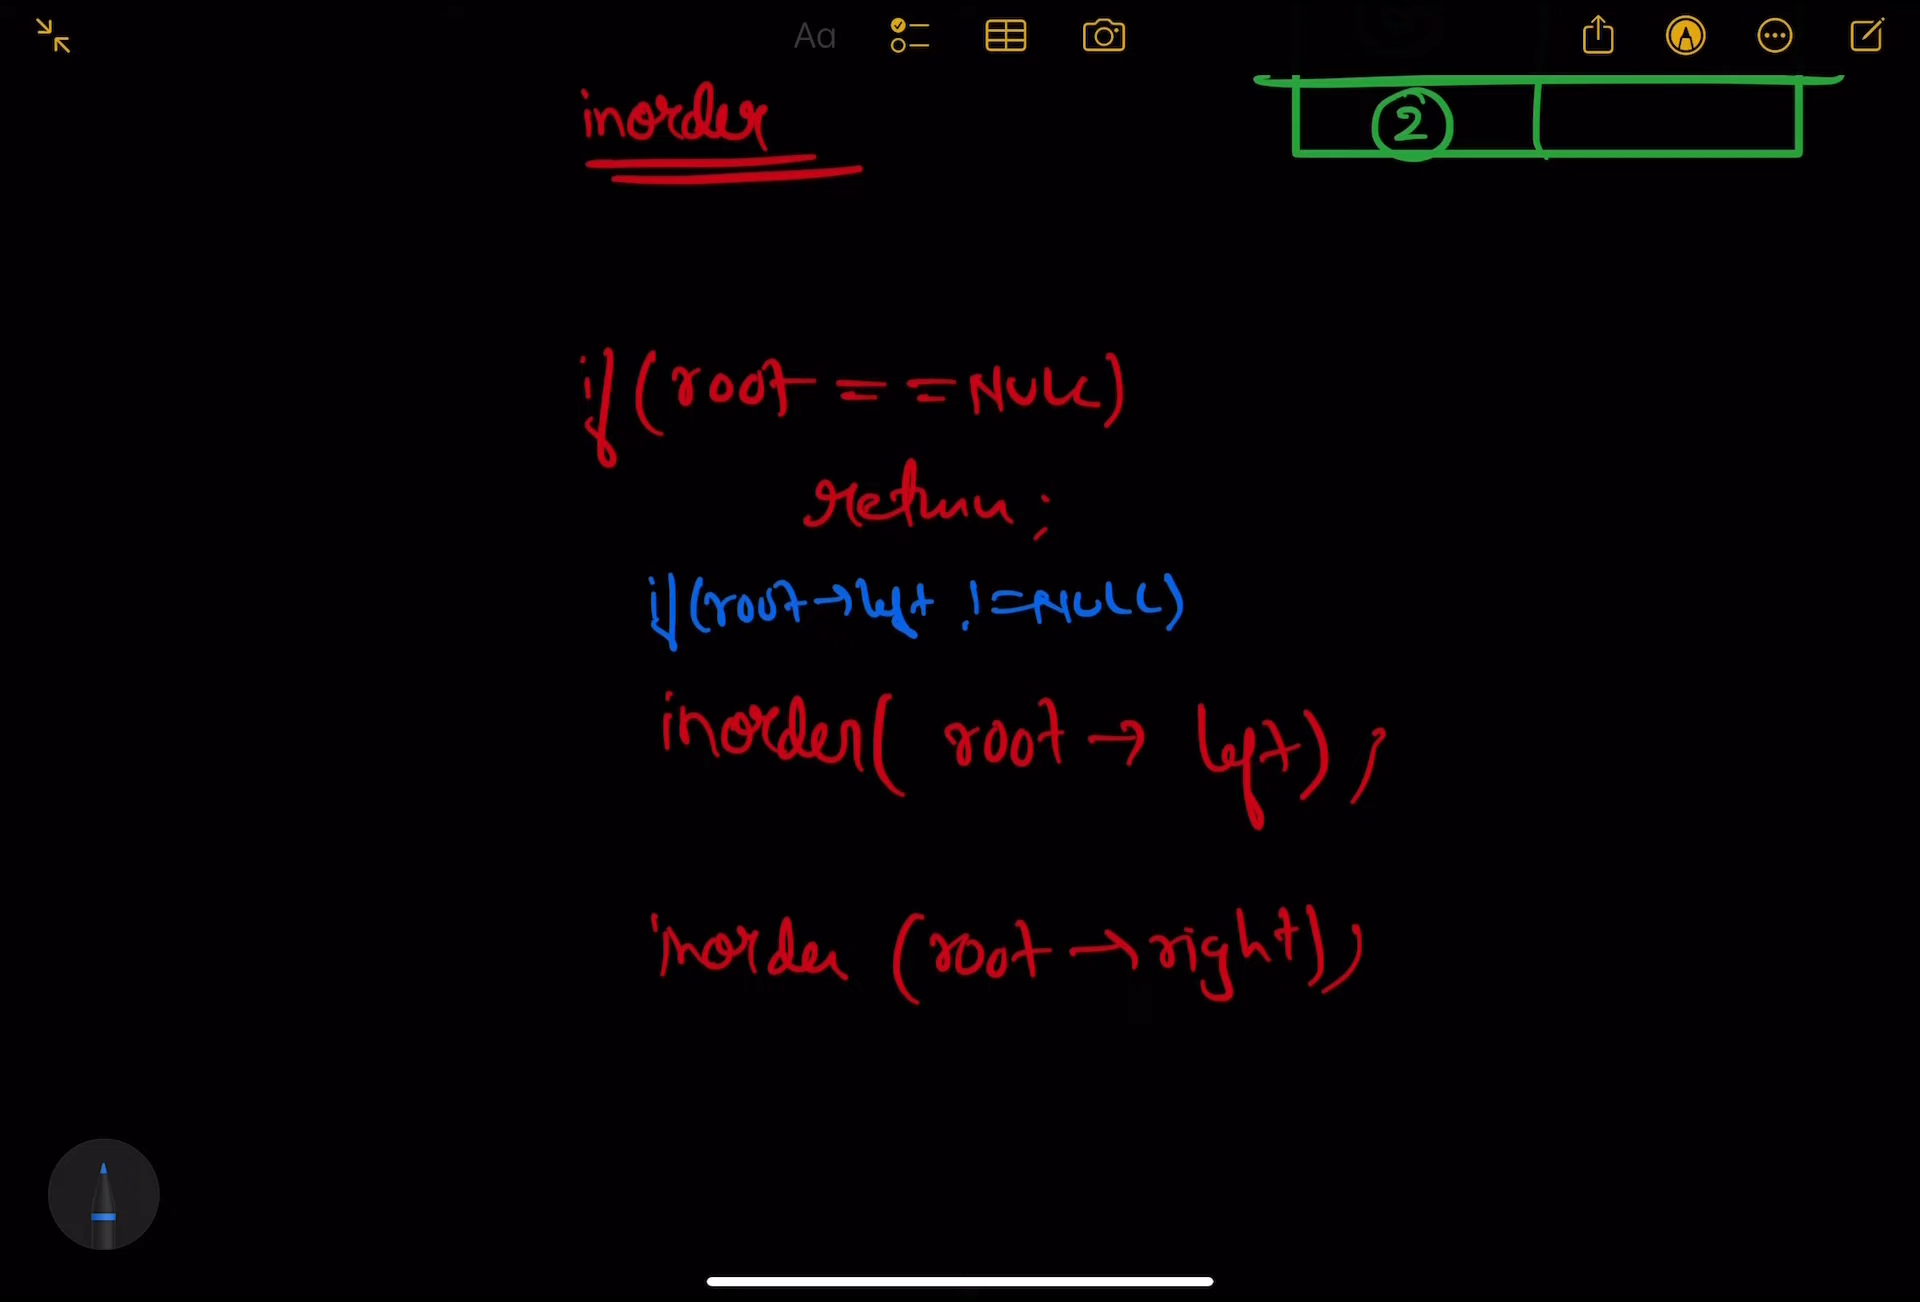 Aa
inorder
2
if (root == NULL)
return;
if (root→left != NULL)
inorder( root → left);
inorder (root →right);